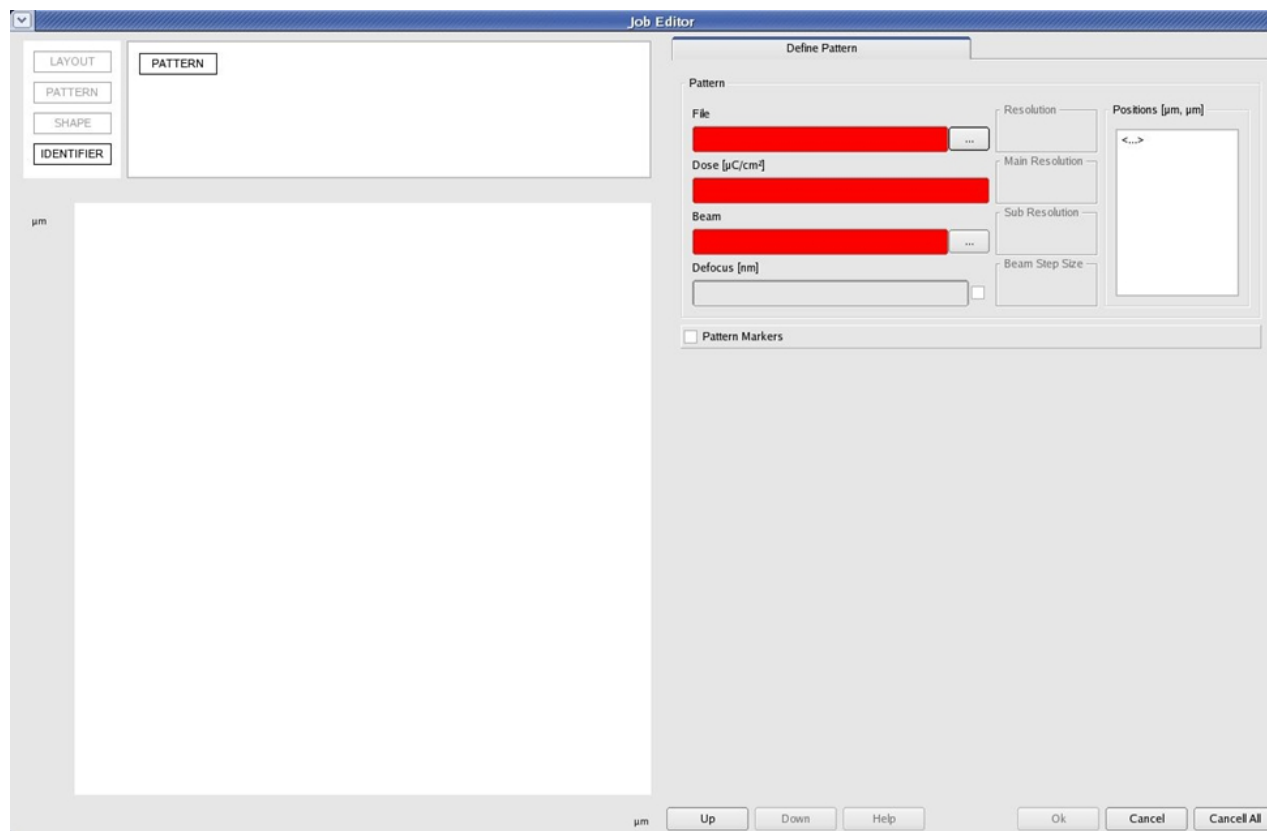 Job Editor
LAYOUT
PATTERN
SHAPE
IDENTIFIER
PATTERN
µm
µm
Define Pattern
Pattern
File
...
Dose [µC/cm²]
Beam
...
Defocus [nm]
Resolution
Main Resolution
Sub Resolution
Beam Step Size
Positions [µm, µm]
<...>
Pattern Markers
Up
Down
Help
Ok
Cancel
Cancell All